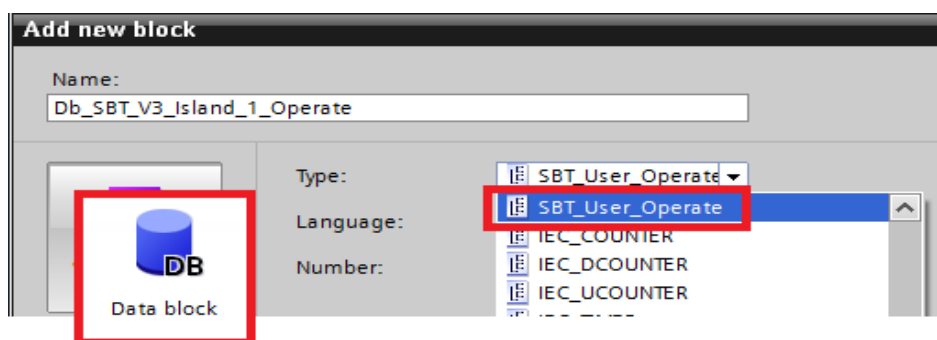 Add new block
Name:
Db_SBT_V3_Island_1_Operate
Type:
SBT_User_Operate
SBT_User_Operate
Language:
IEC_COUNTER
Number:
IEC_DCOUNTER
IEC_UCOUNTER
DB
Data block